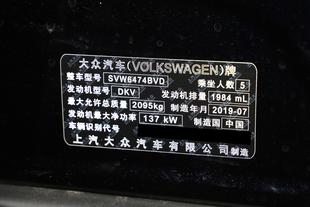 大众汽车(VOLKSWAGEN)牌
整车型号 SVW6474BVD 乘坐人数 5
发动机型号 DKV 发动机排量 1984 mL
最大允许总质量 2095kg 制造年月 2019-07
发动机最大净功率 137 kW 制造国 中国
车辆识别代号
上汽大众汽车有限公司制造